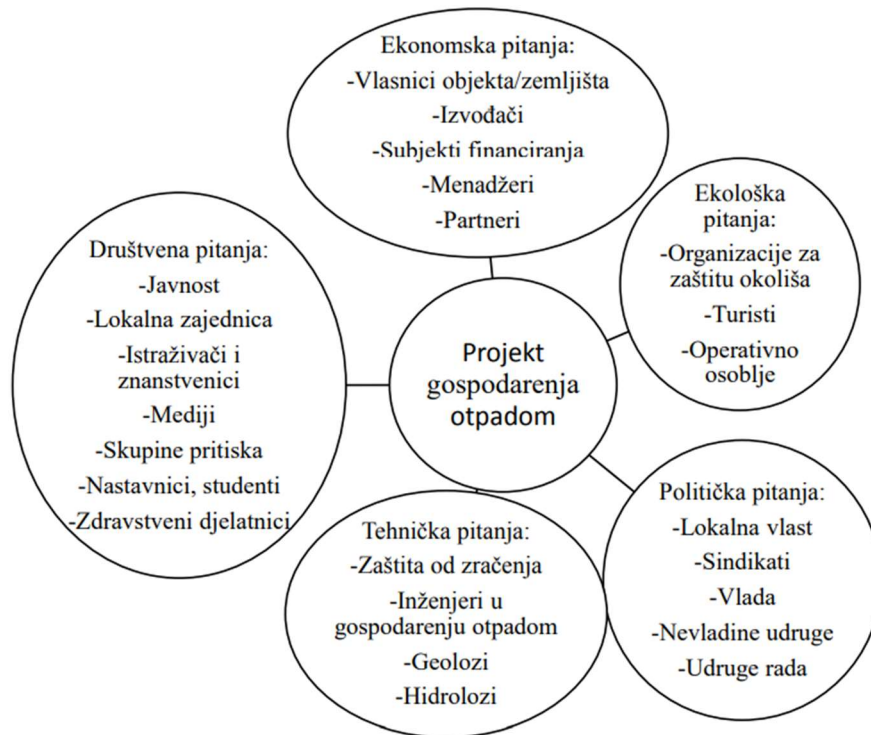 Ekonomska pitanja:
-Vlasnici objekta/zemljišta
-Izvođači
-Subjekti financiranja
-Menadžeri
-Partneri
Ekološka
pitanja:
-Organizacije za
zaštitu okoliša
-Turisti
-Operativno
osoblje
Društvena pitanja:
-Javnost
-Lokalna zajednica
-Istraživači i
znanstvenici
-Mediji
-Skupine pritiska
-Nastavnici, studenti
-Zdravstveni djelatnici
Projekt
gospodarenja
otpadom
Politička pitanja:
-Lokalna vlast
-Sindikati
-Vlada
-Nevladine udruge
-Udruge rada
Tehnička pitanja:
-Zaštita od zračenja
-Inženjeri u
gospodarenju otpadom
-Geolozi
-Hidrolozi